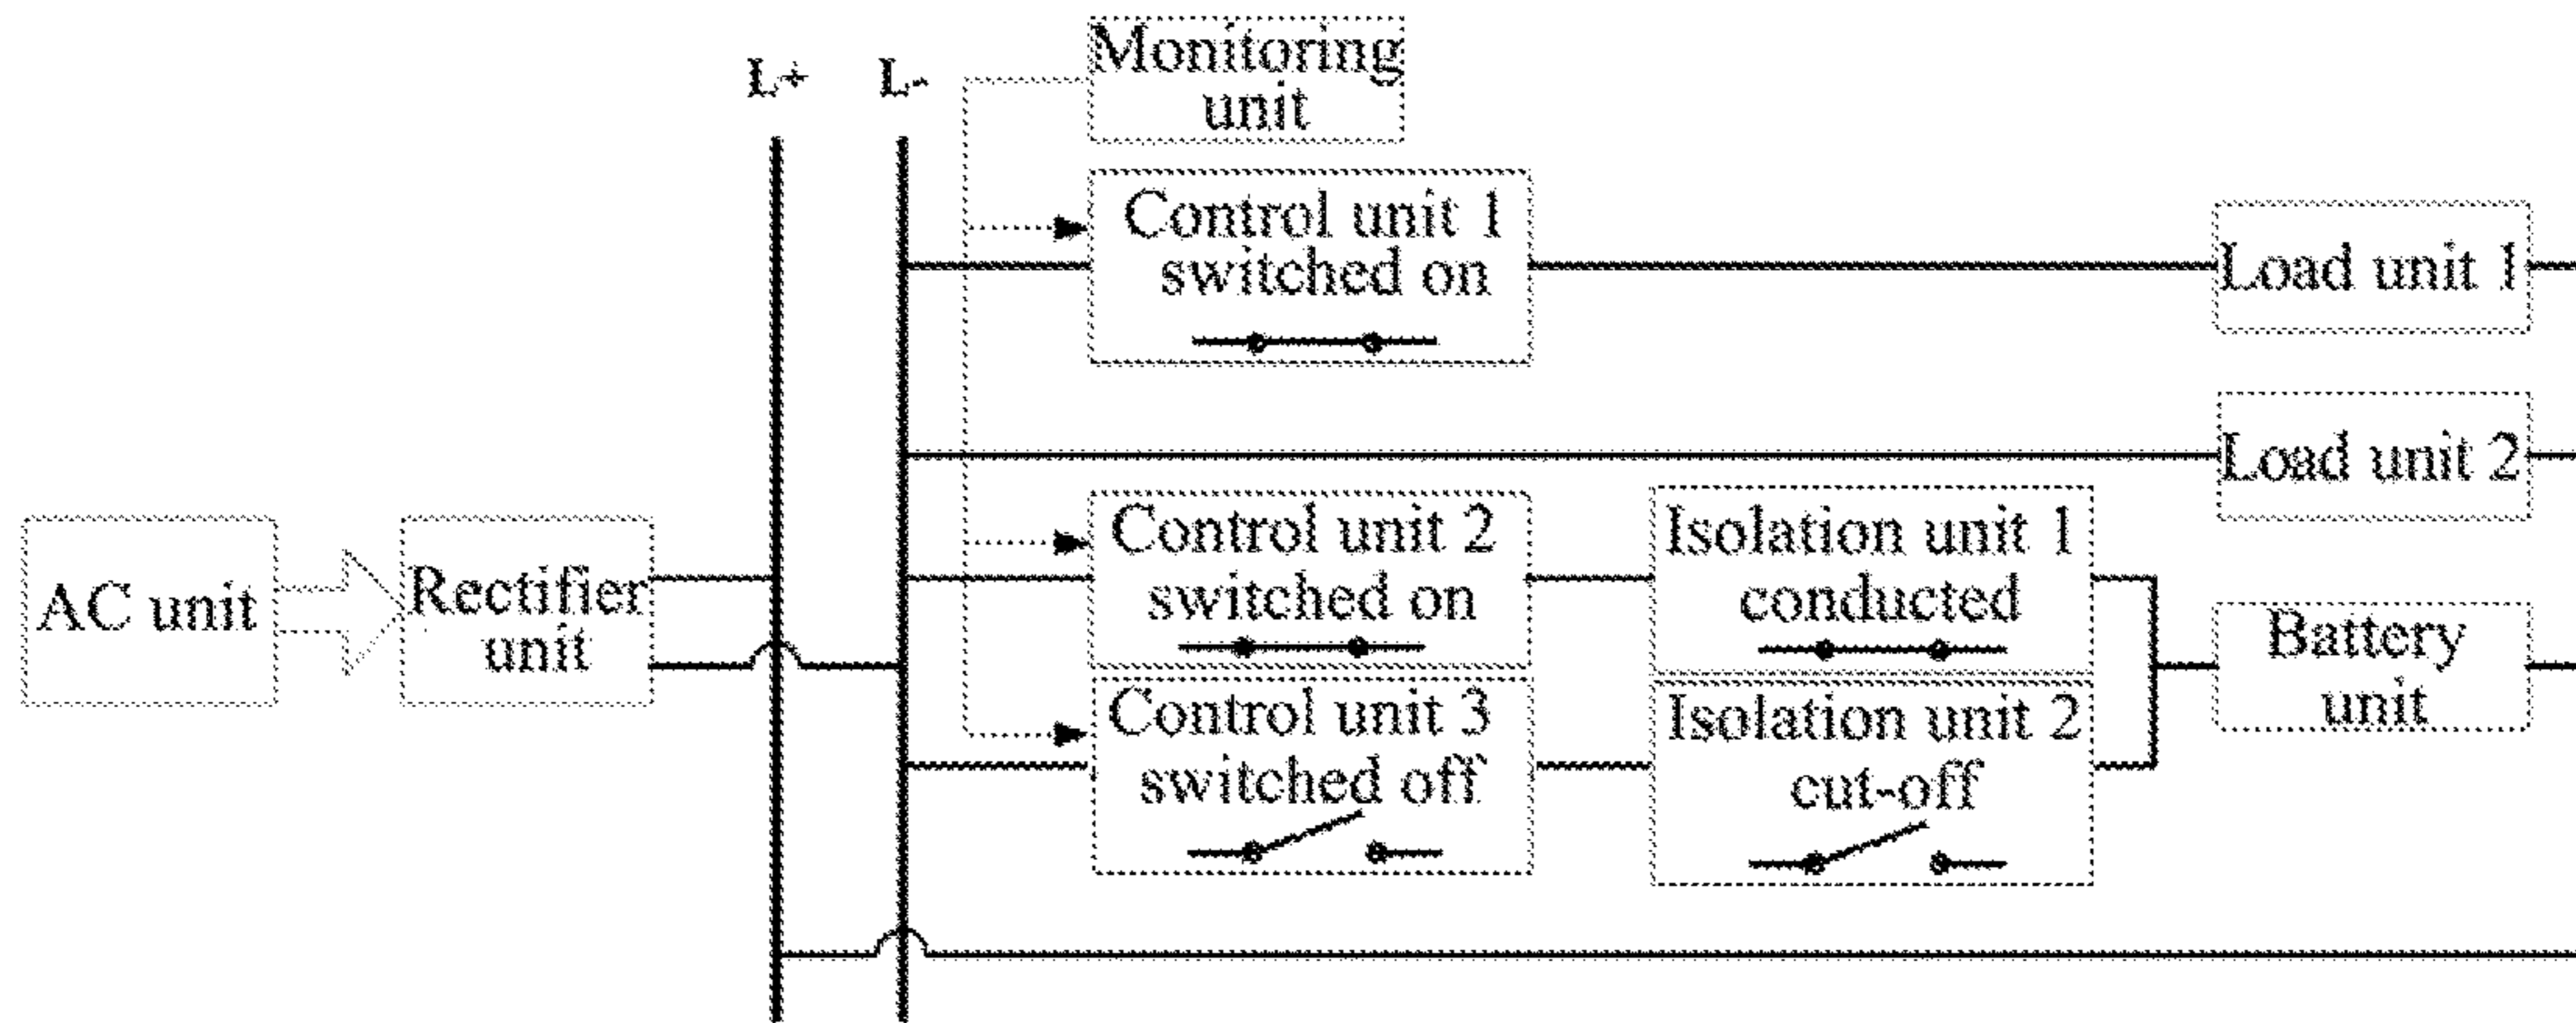 L+
L-
Monitoring
unit
Control unit 1
switched on
Load unit 1
Load unit 2
AC unit
Rectifier
unit
Control unit 2
switched on
Isolation unit 1
conducted
Battery
unit
Control unit 3
switched off
Isolation unit 2
cut-off